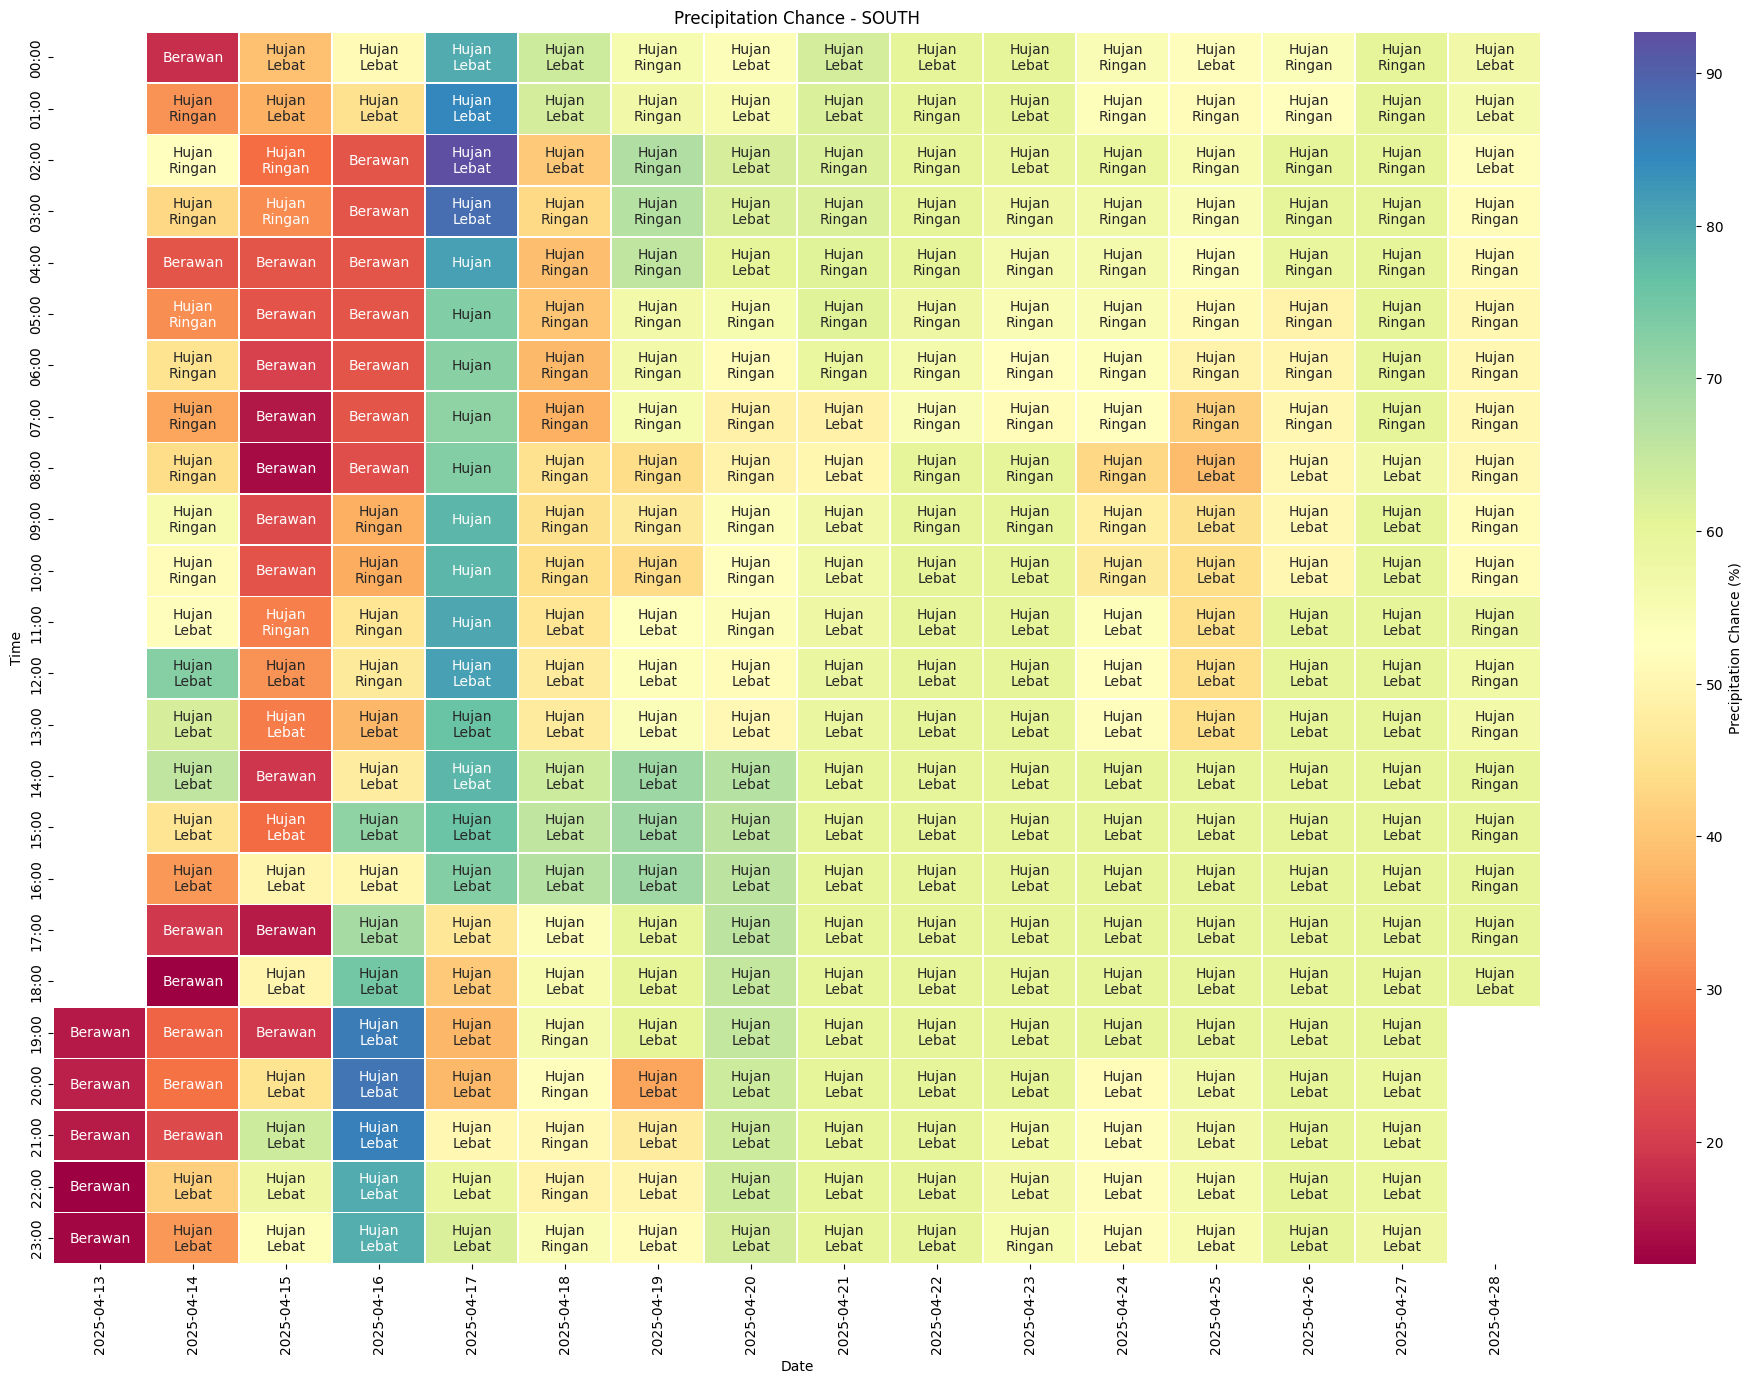 Precipitation Chance - SOUTH
00:00 Berawan Hujan Lebat Hujan Lebat Hujan Lebat Hujan Lebat Hujan Ringan Hujan Lebat Hujan Lebat Hujan Lebat Hujan Lebat Hujan Ringan Hujan Lebat Hujan Ringan Hujan Ringan Hujan Lebat
01:00 Hujan Ringan Hujan Lebat Hujan Lebat Hujan Lebat Hujan Lebat Hujan Ringan Hujan Lebat Hujan Lebat Hujan Ringan Hujan Lebat Hujan Ringan Hujan Ringan Hujan Ringan Hujan Ringan Hujan Lebat
02:00 Hujan Ringan Hujan Ringan Berawan Hujan Lebat Hujan Lebat Hujan Ringan Hujan Lebat Hujan Ringan Hujan Ringan Hujan Lebat Hujan Ringan Hujan Ringan Hujan Ringan Hujan Ringan Hujan Lebat
03:00 Hujan Ringan Hujan Ringan Berawan Hujan Lebat Hujan Ringan Hujan Ringan Hujan Lebat Hujan Ringan Hujan Ringan Hujan Ringan Hujan Ringan Hujan Ringan Hujan Ringan Hujan Ringan Hujan Ringan
04:00 Berawan Berawan Berawan Hujan Hujan Ringan Hujan Ringan Hujan Lebat Hujan Ringan Hujan Ringan Hujan Ringan Hujan Ringan Hujan Ringan Hujan Ringan Hujan Ringan Hujan Ringan
05:00 Hujan Ringan Berawan Berawan Hujan Hujan Ringan Hujan Ringan Hujan Ringan Hujan Ringan Hujan Ringan Hujan Ringan Hujan Ringan Hujan Ringan Hujan Ringan Hujan Ringan Hujan Ringan
06:00 Hujan Ringan Berawan Berawan Hujan Hujan Ringan Hujan Ringan Hujan Ringan Hujan Ringan Hujan Ringan Hujan Ringan Hujan Ringan Hujan Ringan Hujan Ringan Hujan Ringan Hujan Ringan
07:00 Hujan Ringan Berawan Berawan Hujan Hujan Ringan Hujan Ringan Hujan Ringan Hujan Lebat Hujan Ringan Hujan Ringan Hujan Ringan Hujan Ringan Hujan Ringan Hujan Ringan Hujan Ringan
08:00 Hujan Ringan Berawan Berawan Hujan Hujan Ringan Hujan Ringan Hujan Ringan Hujan Lebat Hujan Ringan Hujan Ringan Hujan Ringan Hujan Lebat Hujan Lebat Hujan Lebat Hujan Ringan
09:00 Hujan Ringan Berawan Hujan Ringan Hujan Hujan Ringan Hujan Ringan Hujan Ringan Hujan Lebat Hujan Ringan Hujan Ringan Hujan Ringan Hujan Lebat Hujan Lebat Hujan Lebat Hujan Ringan
10:00 Hujan Ringan Berawan Hujan Ringan Hujan Hujan Ringan Hujan Ringan Hujan Ringan Hujan Lebat Hujan Lebat Hujan Lebat Hujan Ringan Hujan Lebat Hujan Lebat Hujan Lebat Hujan Ringan
Time
11:00 Hujan Lebat Hujan Ringan Hujan Ringan Hujan Hujan Lebat Hujan Lebat Hujan Ringan Hujan Lebat Hujan Lebat Hujan Lebat Hujan Lebat Hujan Lebat Hujan Lebat Hujan Lebat Hujan Ringan
12:00 Hujan Lebat Hujan Lebat Hujan Ringan Hujan Lebat Hujan Lebat Hujan Lebat Hujan Lebat Hujan Lebat Hujan Lebat Hujan Lebat Hujan Lebat Hujan Lebat Hujan Lebat Hujan Lebat Hujan Ringan
13:00 Hujan Lebat Hujan Lebat Hujan Lebat Hujan Lebat Hujan Lebat Hujan Lebat Hujan Lebat Hujan Lebat Hujan Lebat Hujan Lebat Hujan Lebat Hujan Lebat Hujan Lebat Hujan Lebat Hujan Ringan
14:00 Hujan Lebat Berawan Hujan Lebat Hujan Lebat Hujan Lebat Hujan Lebat Hujan Lebat Hujan Lebat Hujan Lebat Hujan Lebat Hujan Lebat Hujan Lebat Hujan Lebat Hujan Lebat Hujan Ringan
15:00 Hujan Lebat Hujan Lebat Hujan Lebat Hujan Lebat Hujan Lebat Hujan Lebat Hujan Lebat Hujan Lebat Hujan Lebat Hujan Lebat Hujan Lebat Hujan Lebat Hujan Lebat Hujan Lebat Hujan Ringan
16:00 Hujan Lebat Hujan Lebat Hujan Lebat Hujan Lebat Hujan Lebat Hujan Lebat Hujan Lebat Hujan Lebat Hujan Lebat Hujan Lebat Hujan Lebat Hujan Lebat Hujan Lebat Hujan Lebat Hujan Ringan
17:00 Berawan Berawan Hujan Lebat Hujan Lebat Hujan Lebat Hujan Lebat Hujan Lebat Hujan Lebat Hujan Lebat Hujan Lebat Hujan Lebat Hujan Lebat Hujan Lebat Hujan Lebat Hujan Ringan
18:00 Berawan Hujan Lebat Hujan Lebat Hujan Lebat Hujan Lebat Hujan Lebat Hujan Lebat Hujan Lebat Hujan Lebat Hujan Lebat Hujan Lebat Hujan Lebat Hujan Lebat Hujan Lebat Hujan Lebat
19:00 Berawan Berawan Berawan Hujan Lebat Hujan Lebat Hujan Ringan Hujan Lebat Hujan Lebat Hujan Lebat Hujan Lebat Hujan Lebat Hujan Lebat Hujan Lebat Hujan Lebat Hujan Lebat
20:00 Berawan Berawan Hujan Lebat Hujan Lebat Hujan Lebat Hujan Ringan Hujan Lebat Hujan Lebat Hujan Lebat Hujan Lebat Hujan Lebat Hujan Lebat Hujan Lebat Hujan Lebat Hujan Lebat
21:00 Berawan Berawan Hujan Lebat Hujan Lebat Hujan Lebat Hujan Ringan Hujan Lebat Hujan Lebat Hujan Lebat Hujan Lebat Hujan Lebat Hujan Lebat Hujan Lebat Hujan Lebat Hujan Lebat
22:00 Berawan Hujan Lebat Hujan Lebat Hujan Lebat Hujan Lebat Hujan Ringan Hujan Lebat Hujan Lebat Hujan Lebat Hujan Lebat Hujan Lebat Hujan Lebat Hujan Lebat Hujan Lebat Hujan Lebat
23:00 Berawan Hujan Lebat Hujan Lebat Hujan Lebat Hujan Lebat Hujan Ringan Hujan Lebat Hujan Lebat Hujan Lebat Hujan Lebat Hujan Ringan Hujan Lebat Hujan Lebat Hujan Lebat Hujan Lebat
2025-04-13 2025-04-14 2025-04-15 2025-04-16 2025-04-17 2025-04-18 2025-04-19 2025-04-20 2025-04-21 2025-04-22 2025-04-23 2025-04-24 2025-04-25 2025-04-26 2025-04-27 2025-04-28
Date
90
80
70
60
50
40
30
20
Precipitation Chance (%)